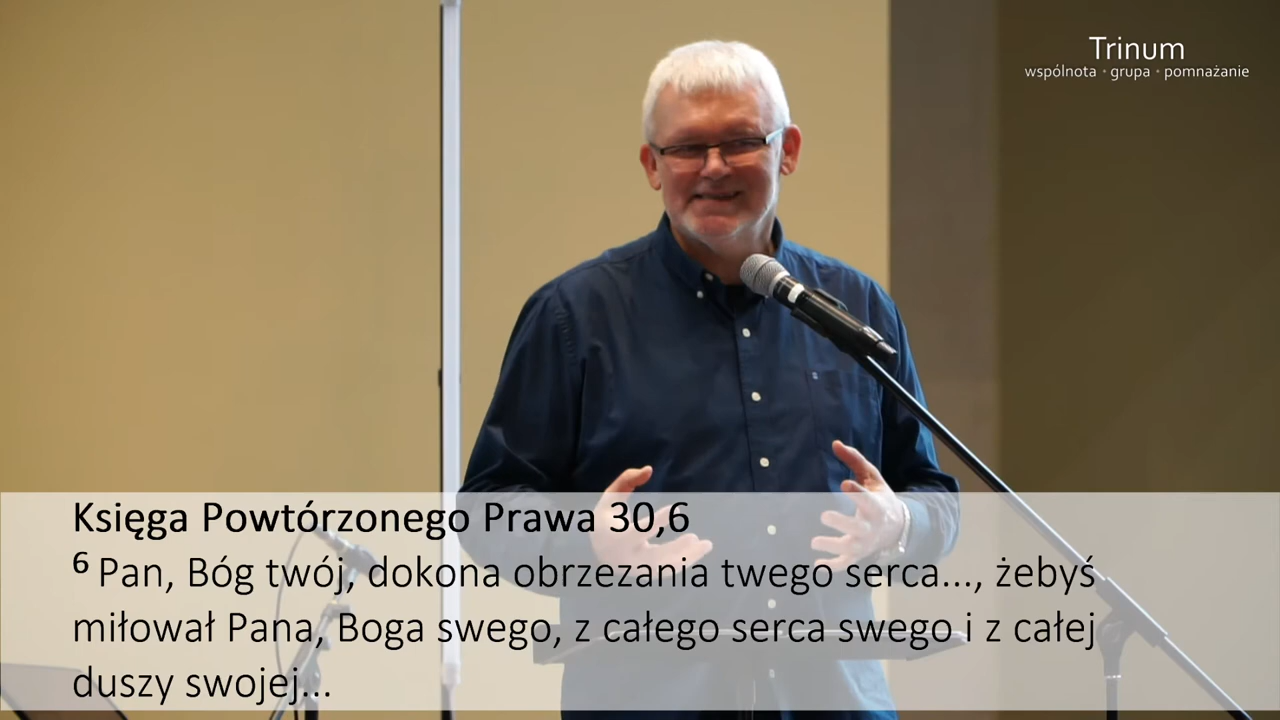 Trinum
wspólnota • grupa • pomnażanie
Księga Powtórzonego Prawa 30,6
6 Pan, Bóg twój, dokona obrzezania twego serca..., żebyś
miłował Pana, Boga swego, z całego serca swego i z całej
duszy swojej...